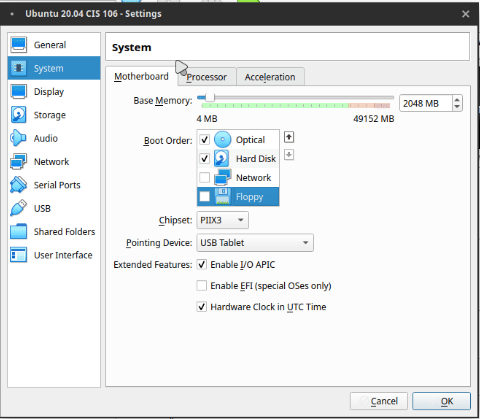 Ubuntu 20.04 CIS 106 - Settings
General
System
Display
Storage
Audio
Network
Serial Ports
USB
Shared Folders
User Interface
System
Motherboard Processor Acceleration
Base Memory: 2048 MB
4 MB 49152 MB
Boot Order: Optical
Hard Disk
Network
Floppy
Chipset: PIIX3
Pointing Device: USB Tablet
Extended Features: Enable I/O APIC
Enable EFI (special OSes only)
Hardware Clock in UTC Time
Cancel OK